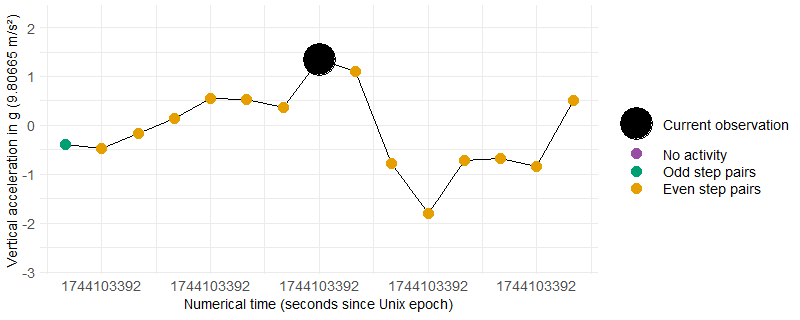 Vertical acceleration in g (9.80665 m/s²)
2
1
0
-1
-2
-3
1744103392 1744103392 1744103392 1744103392 1744103392
Numerical time (seconds since Unix epoch)
Current observation
No activity
Odd step pairs
Even step pairs